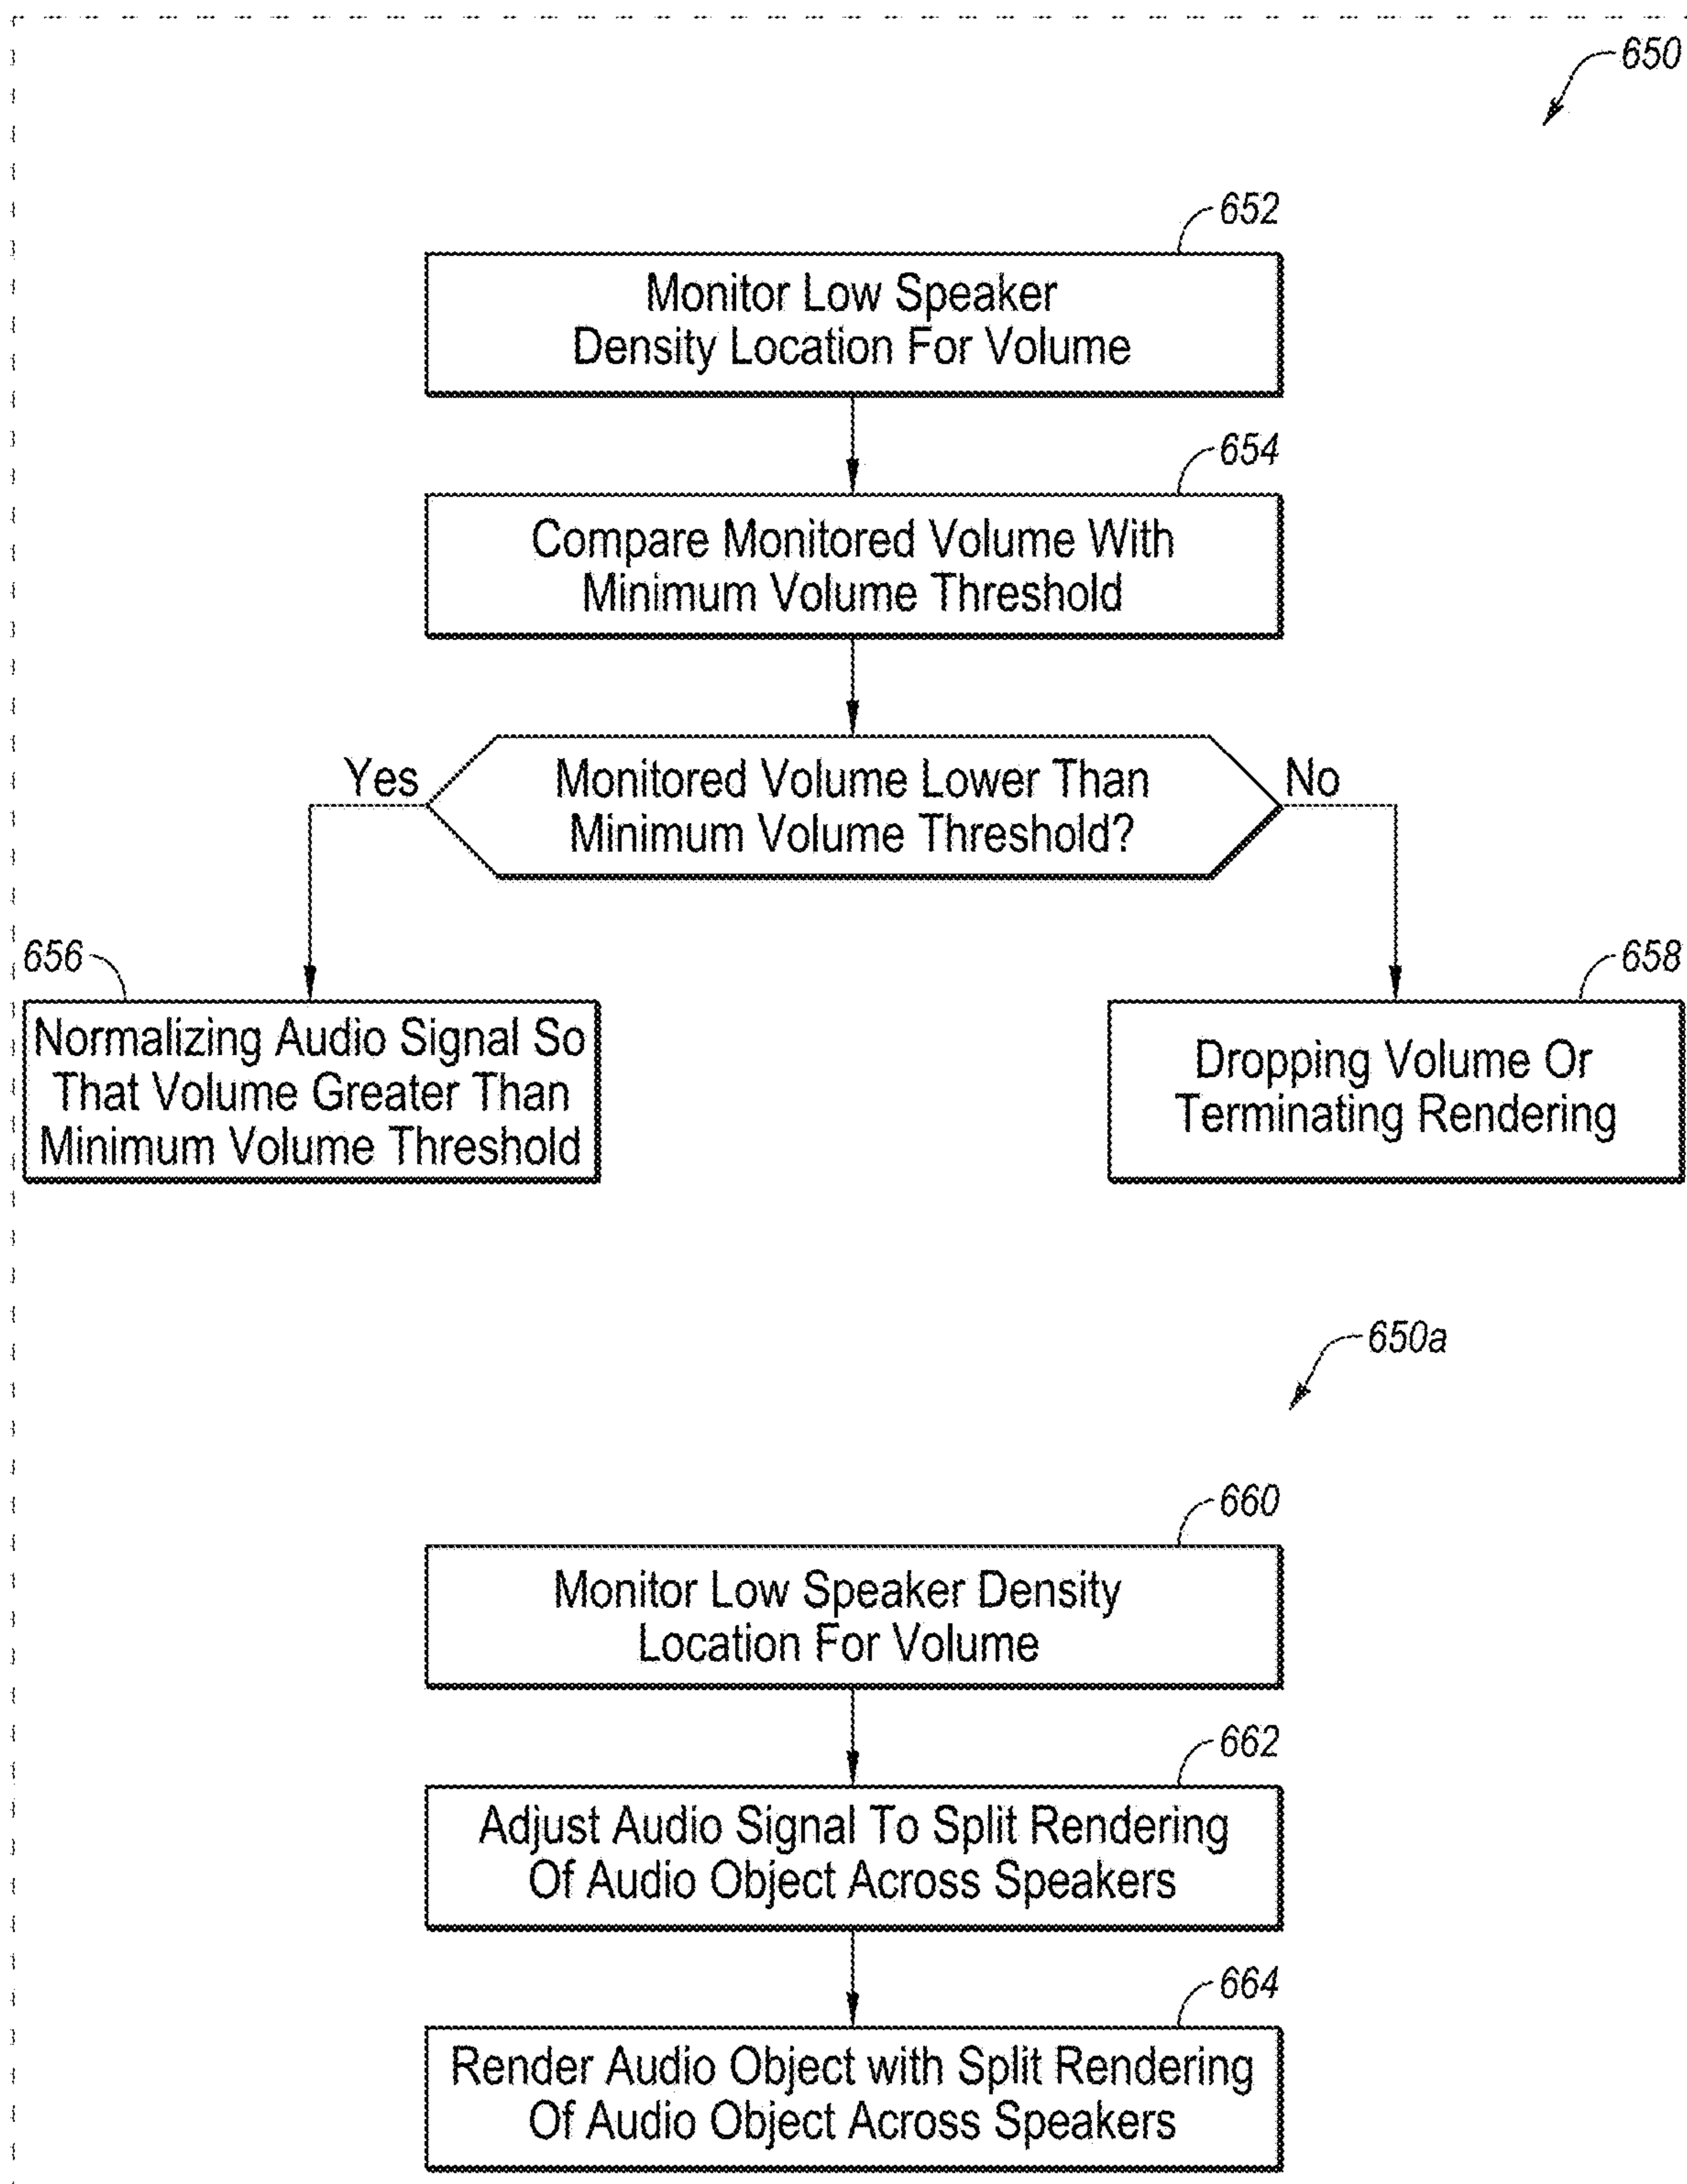 650
652
Monitor Low Speaker
Density Location For Volume
654
Compare Monitored Volume With
Minimum Volume Threshold
Yes
Monitored Volume Lower Than
Minimum Volume Threshold?
No
656
Normalizing Audio Signal So
That Volume Greater Than
Minimum Volume Threshold
658
Dropping Volume Or
Terminating Rendering
650a
660
Monitor Low Speaker Density
Location For Volume
662
Adjust Audio Signal To Split Rendering
Of Audio Object Across Speakers
664
Render Audio Object with Split Rendering
Of Audio Object Across Speakers